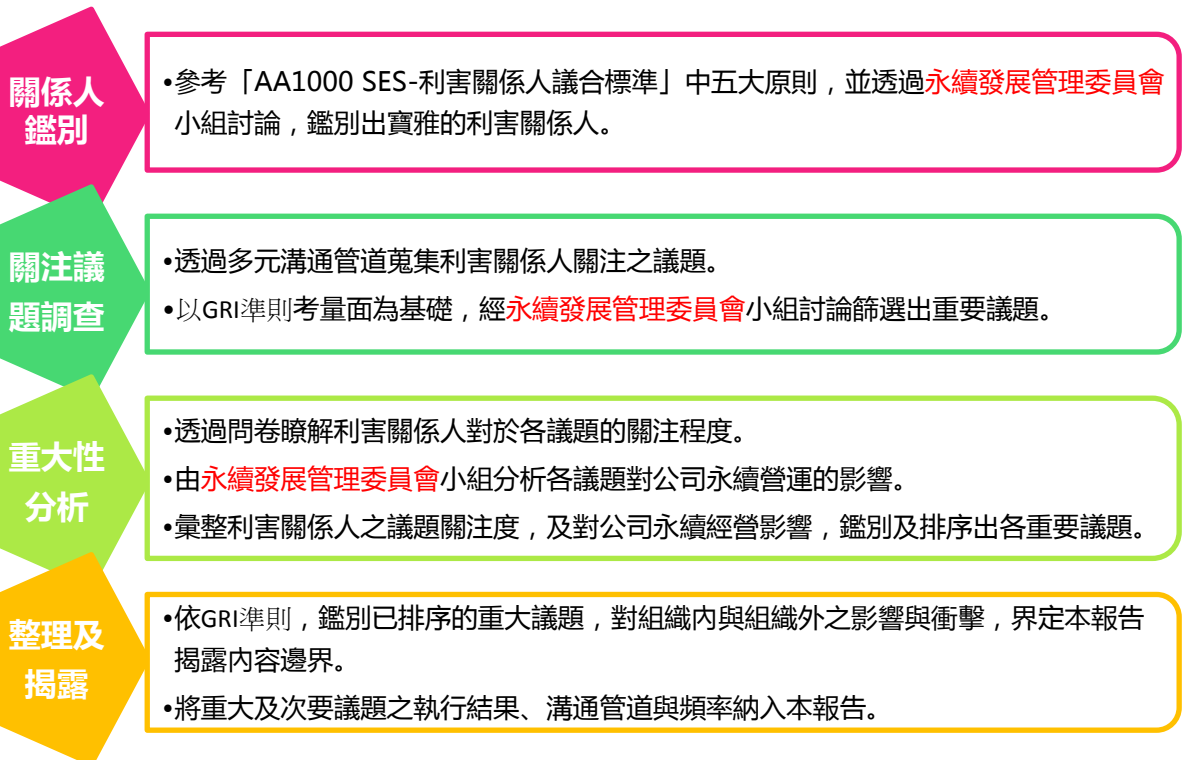 關係人
鑑別
•參考「AA1000 SES-利害關係人議合標準」中五大原則，並透過永續發展管理委員會
小組討論，鑑別出寶雅的利害關係人。
關注議
題調查
•透過多元溝通管道蒐集利害關係人關注之議題。
•以GRI準則考量面為基礎，經永續發展管理委員會小組討論篩選出重要議題。
重大性
分析
•透過問卷瞭解利害關係人對於各議題的關注程度。
•由永續發展管理委員會小組分析各議題對公司永續營運的影響。
•彙整利害關係人之議題關注度，及對公司永續經營影響，鑑別及排序出各重要議題。
整理及
揭露
•依GRI準則，鑑別已排序的重大議題，對組織內與組織外之影響與衝擊，界定本報告
揭露內容邊界。
•將重大及次要議題之執行結果、溝通管道與頻率納入本報告。